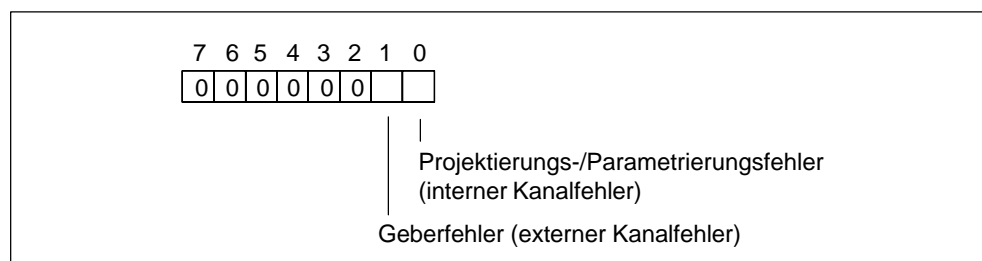 7 6 5 4 3 2 1 0
0 0 0 0 0 0
Projektierungs-/Parametrierungsfehler
(interner Kanalfehler)
Geberfehler (externer Kanalfehler)